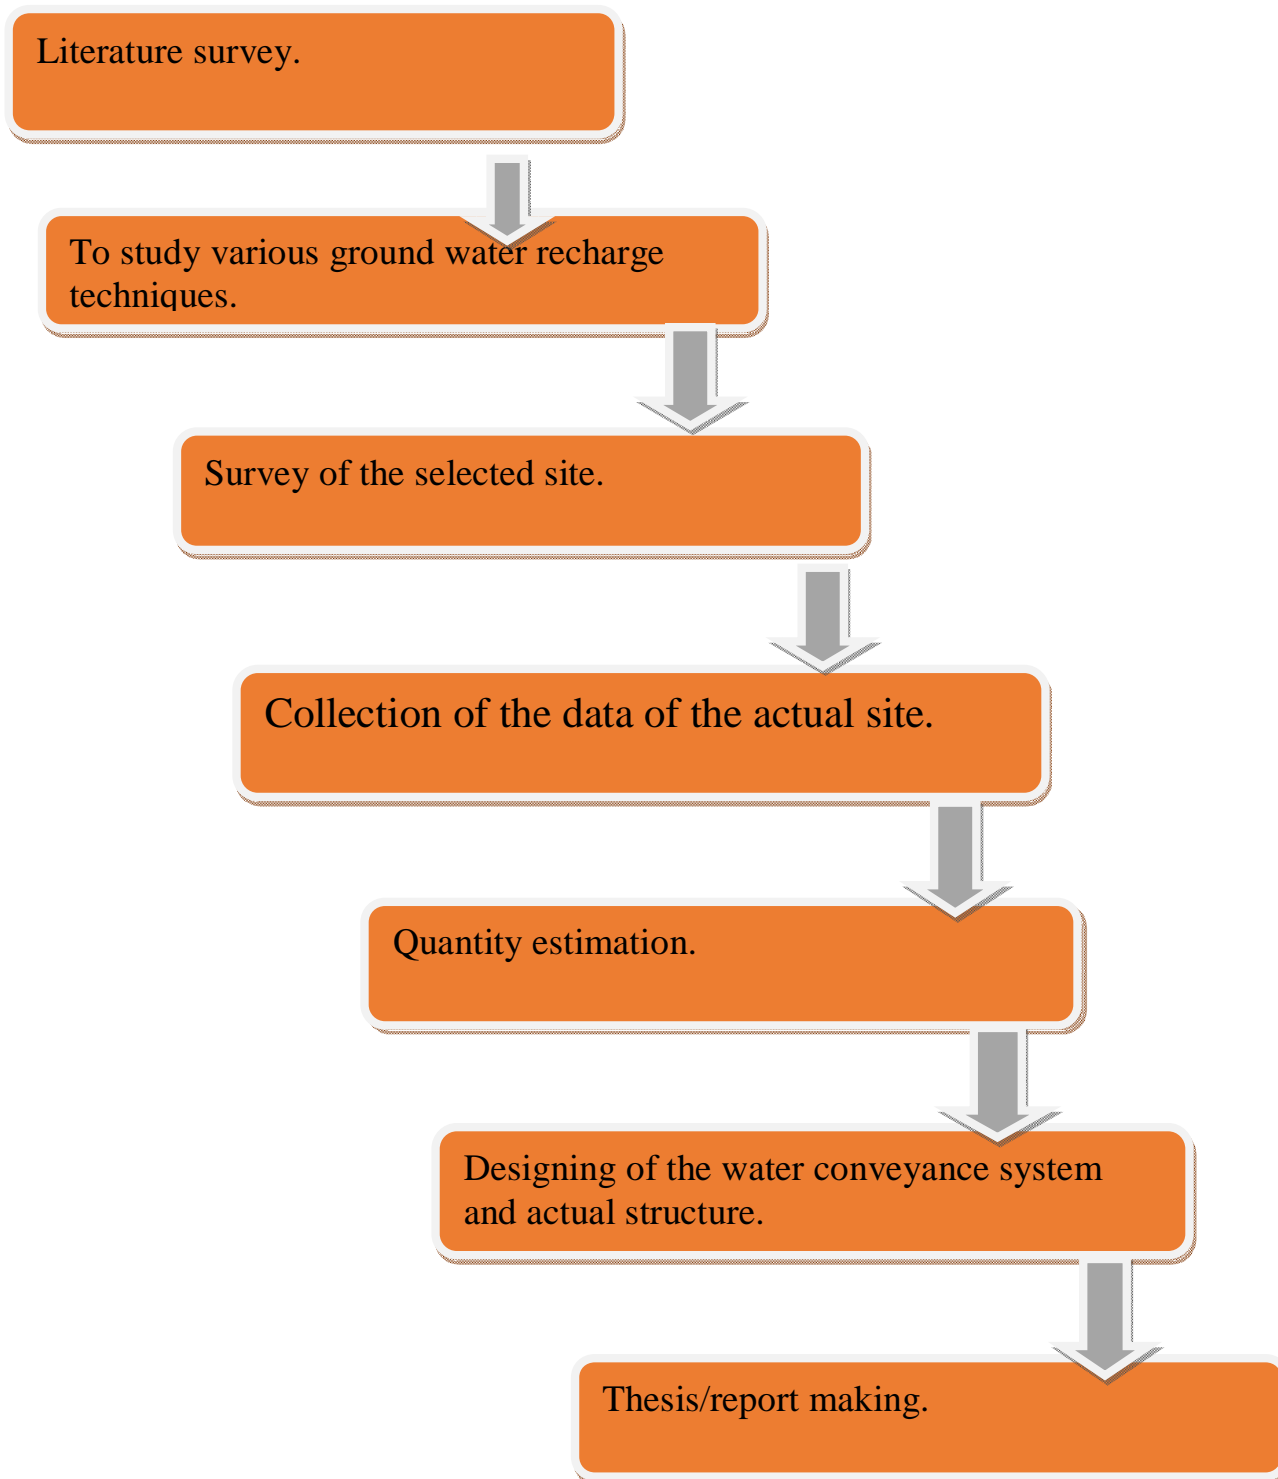 Literature survey.
To study various ground water recharge
techniques.
Survey of the selected site.
Collection of the data of the actual site.
Quantity estimation.
Designing of the water conveyance system
and actual structure.
Thesis/report making.